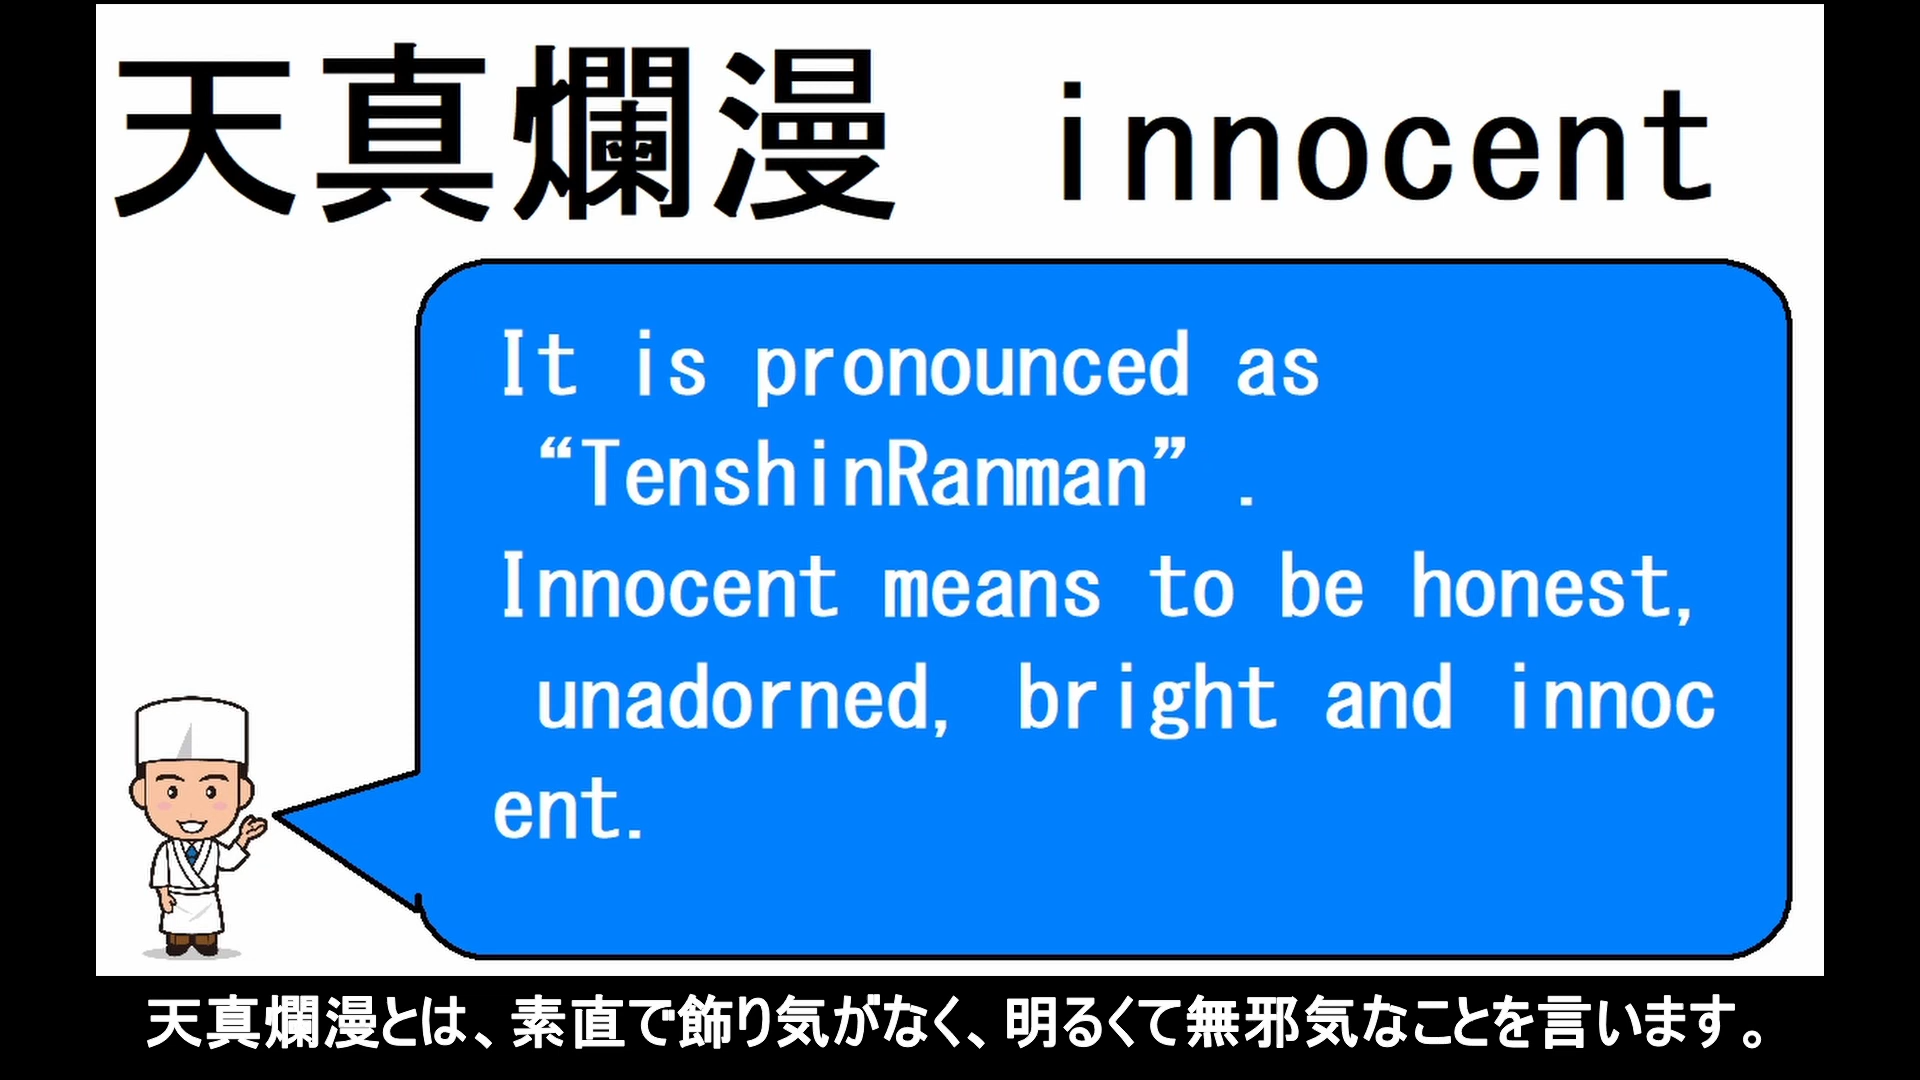 天真爛漫 innocent
It is pronounced as
“TenshinRanman”.
Innocent means to be honest,
unadorned, bright and innoc
ent.
天真爛漫とは、素直で飾り気がなく、明るくて無邪気なことを言います。